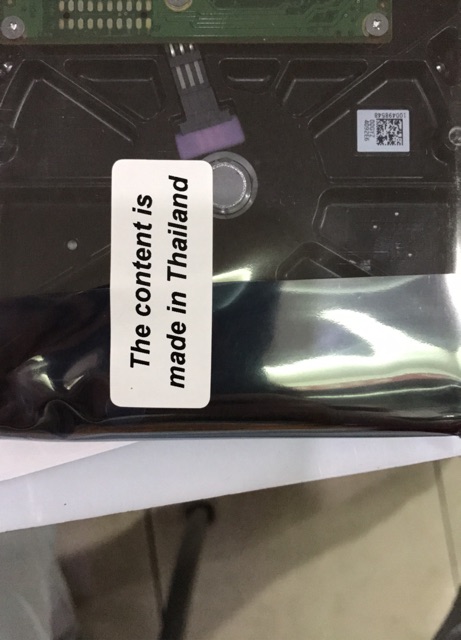 The content is
made in Thailand